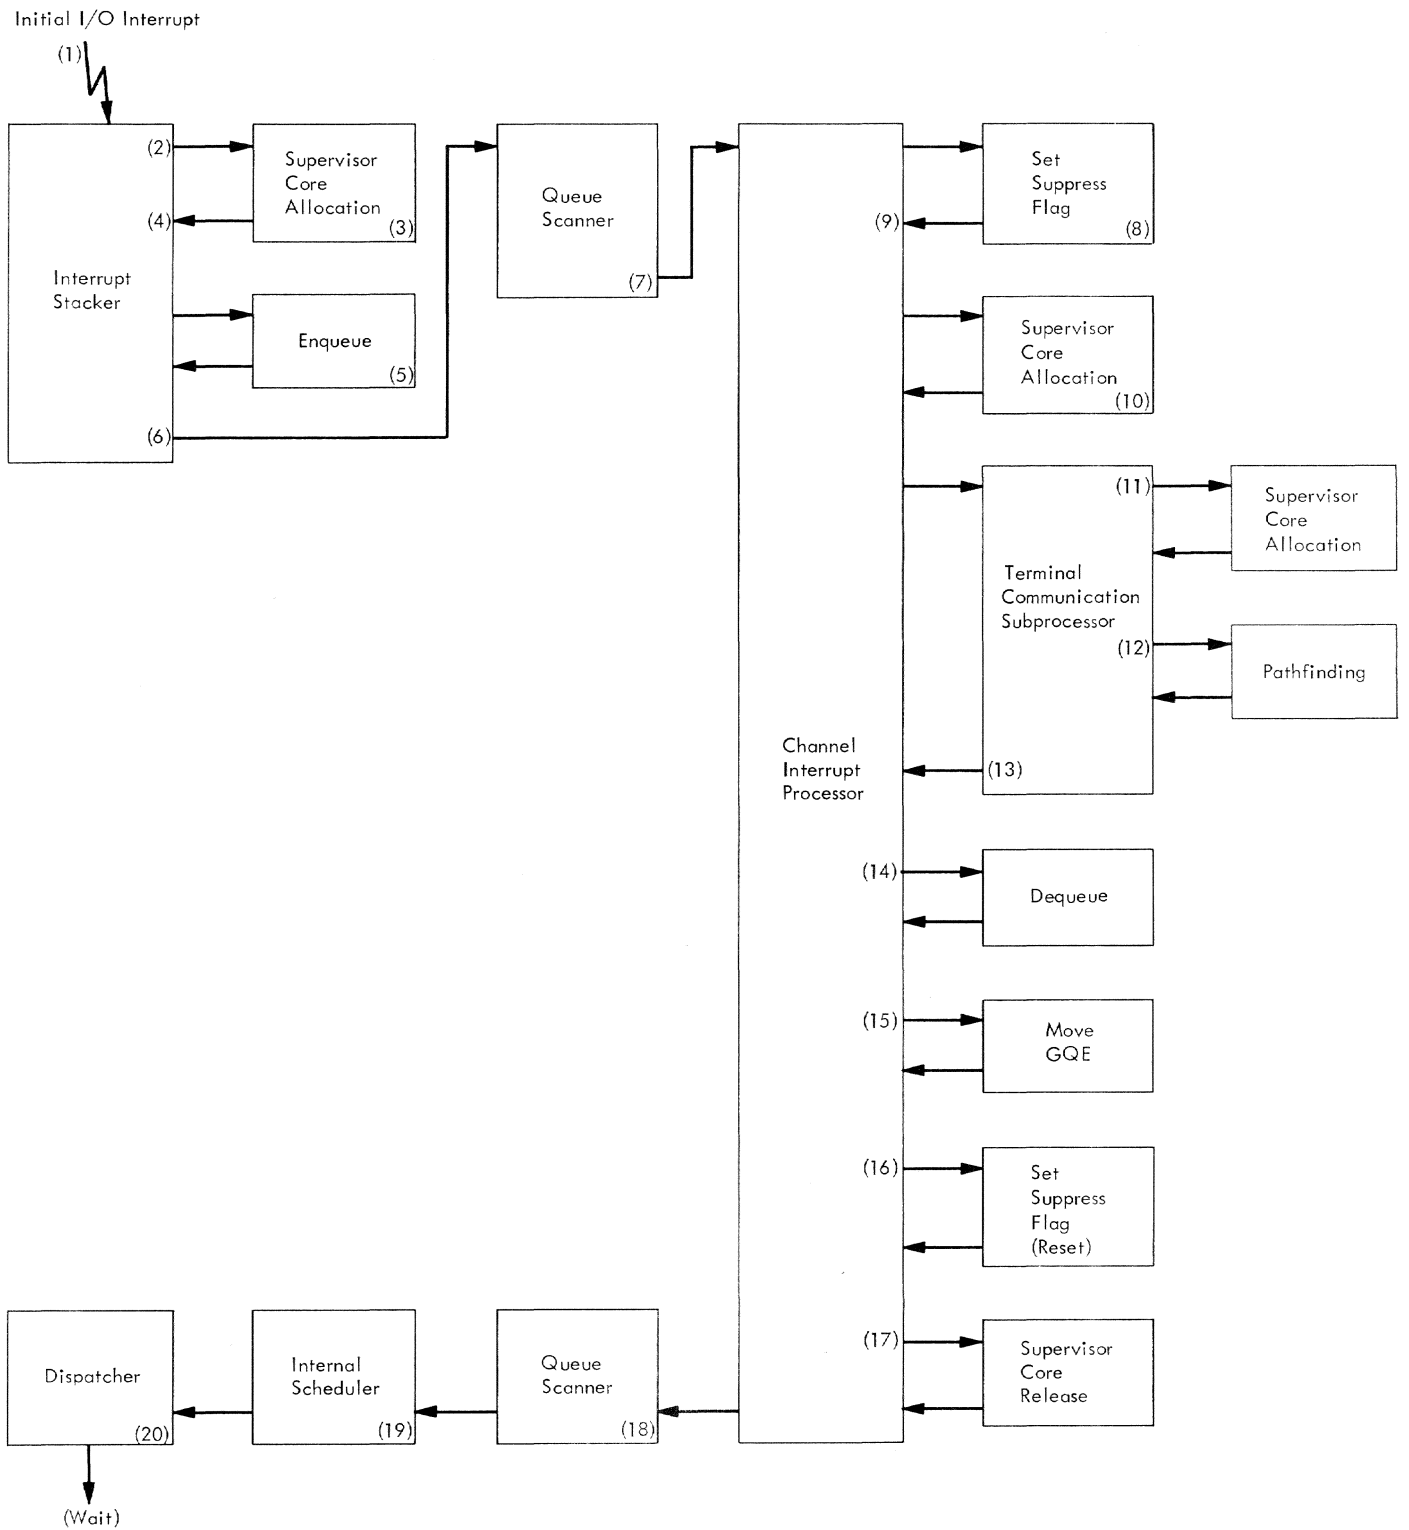 Initial I/O Interrupt
(1)
(2)
Supervisor
Core
Allocation
(3)
(4)
Interrupt
Stacker
Enqueue
(5)
(6)
Queue
Scanner
(7)
Set
Suppress
Flag
(8)
(9)
Supervisor
Core
Allocation
(10)
(11)
Supervisor
Core
Allocation
Terminal
Communication
Subprocessor
(12)
Pathfinding
(13)
Channel
Interrupt
Processor
(14)
Dequeue
(15)
Move
GQE
(16)
Set
Suppress
Flag
(Reset)
(17)
Supervisor
Core
Release
Queue
Scanner
(18)
Internal
Scheduler
(19)
Dispatcher
(20)
(Wait)